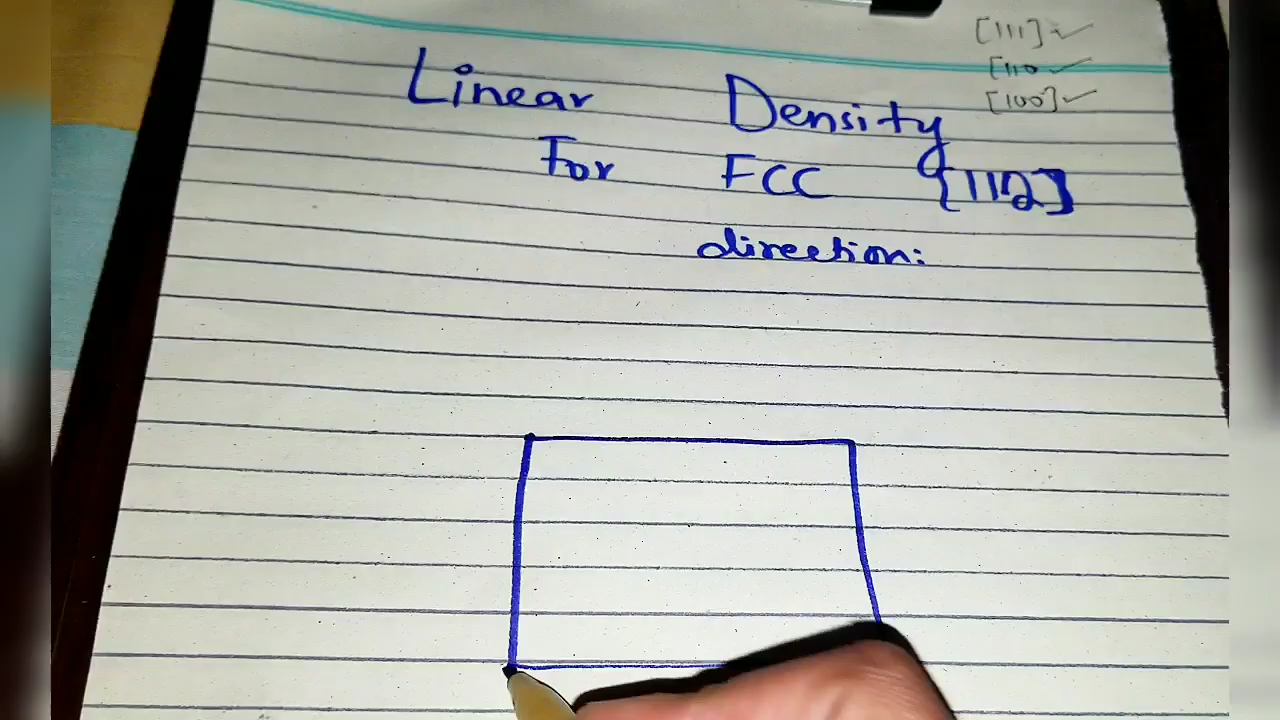 [111] ✓
[110 ✓
[100] ✓
Linear Density
For FCC [112]
direction: